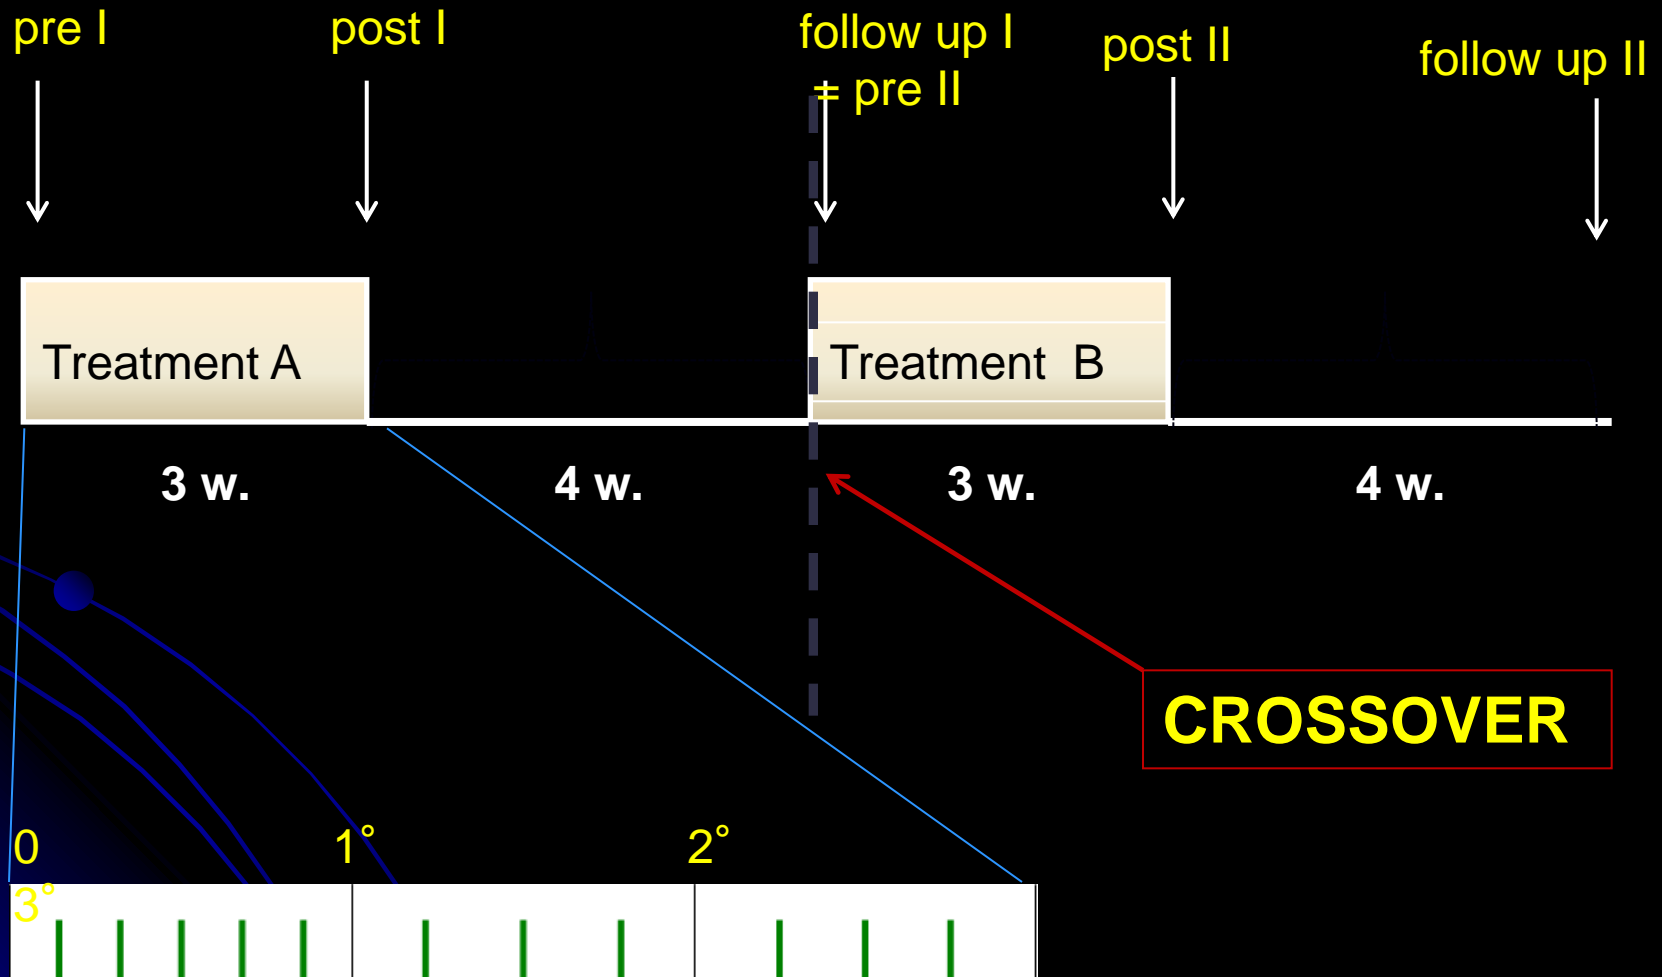 pre I
post I
follow up I
= pre II
post II
follow up II
Treatment A
Treatment B
3 w.
4 w.
3 w.
4 w.
CROSSOVER
0 1° 2°
3°